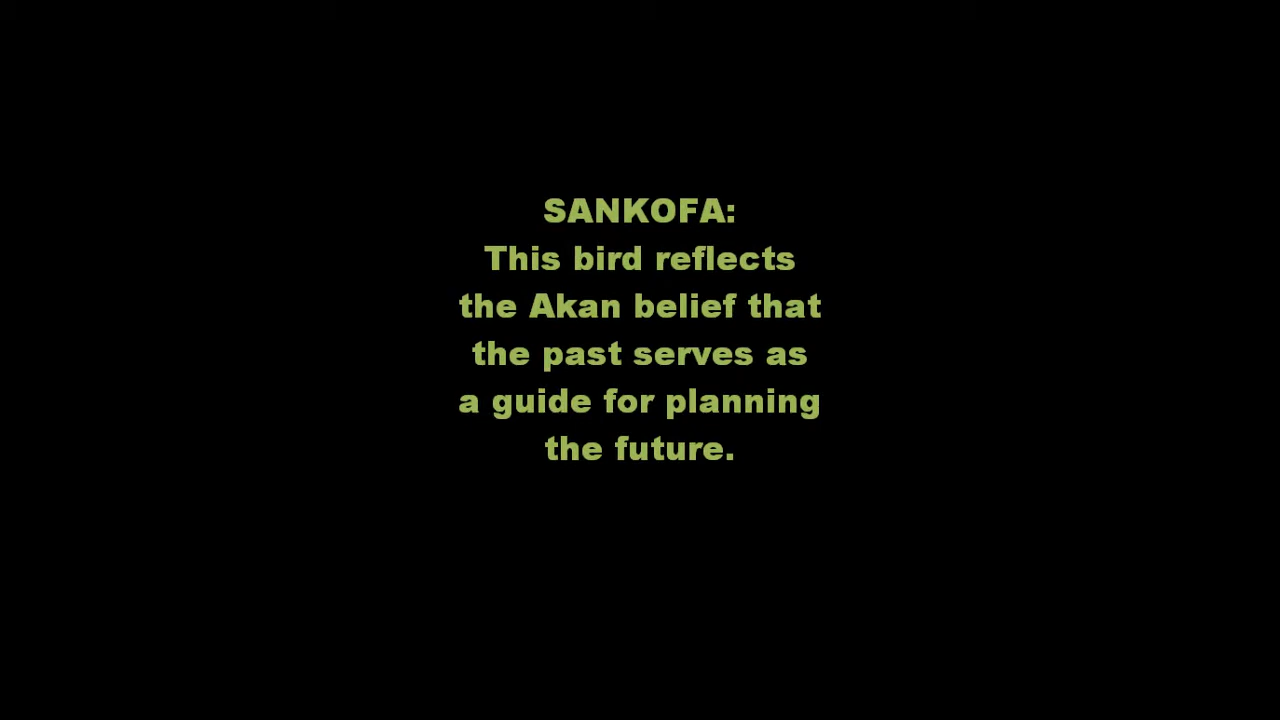 SANKOFA:
This bird reflects
the Akan belief that
the past serves as
a guide for planning
the future.